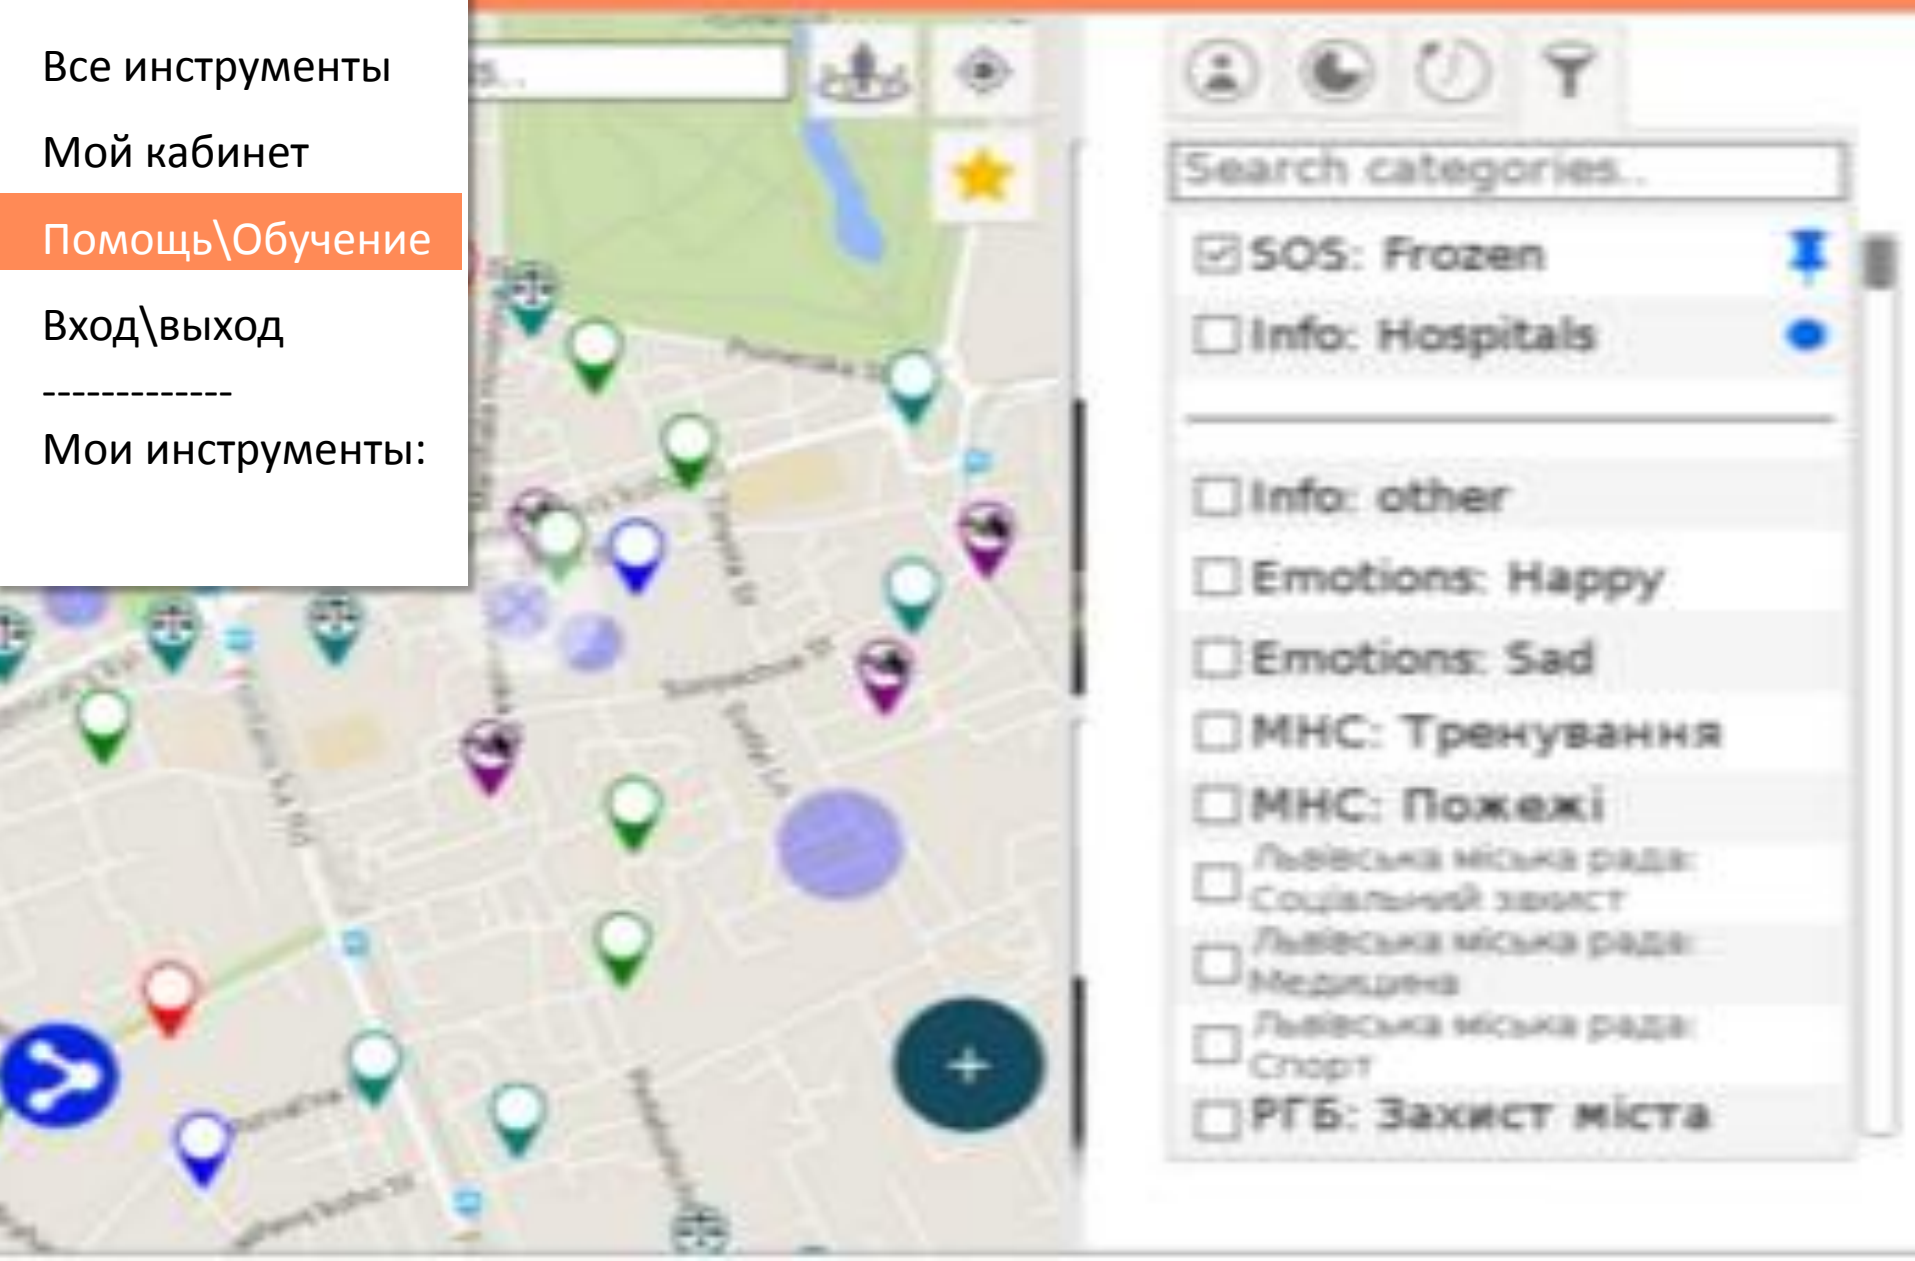 Все инструменты
Мой кабинет
Помощь\Обучение
Вход\выход
-------------
Мои инструменты:
Search categories..
SOS: Frozen
Info: Hospitals
Info: other
Emotions: Happy
Emotions: Sad
МНС: Тренування
МНС: Пожежі
Львівська міська рада:
Соціальний захист
Львівська міська рада:
Медицина
Львівська міська рада:
Спорт
РГБ: Захист міста